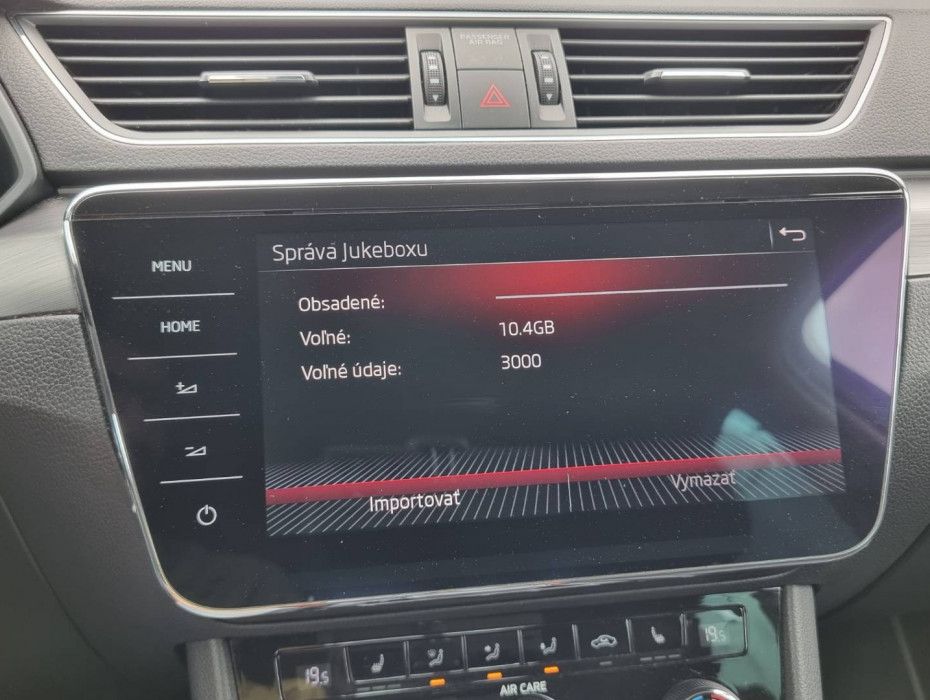 PASSENGER
AIR BAG
Správa Jukeboxu
MENU
HOME
Obsadené:
Voľné: 10.4GB
Voľné údaje: 3000
Importovať Vymazať
19.5 19.5
AIR CARE